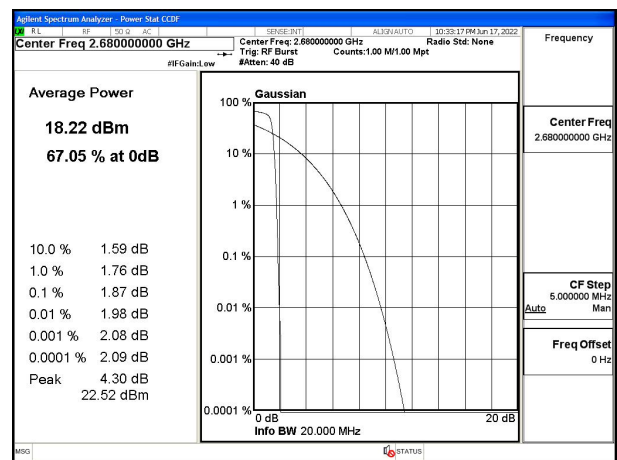 Agilent Spectrum Analyzer - Power Stat CCDF
RL RF 50 Ω AC SENSE:INT ALIGN AUTO 10:33:17 PM Jun 17, 2022
Center Freq 2.680000000 GHz
Center Freq: 2.680000000 GHz Radio Std: None
Trig: RF Burst Counts:1.00 M/1.00 Mpt
#IFGain:Low #Atten: 40 dB
Frequency
Average Power
18.22 dBm
67.05 % at 0dB
10.0 % 1.59 dB
1.0 % 1.76 dB
0.1 % 1.87 dB
0.01 % 1.98 dB
0.001 % 2.08 dB
0.0001 % 2.09 dB
Peak 4.30 dB
22.52 dBm
Gaussian
100 %
10 %
1 %
0.1 %
0.01 %
0.001 %
0.0001 %
0 dB 20 dB
Info BW 20.000 MHz
Center Freq
2.680000000 GHz
CF Step
5.000000 MHz
Auto Man
Freq Offset
0 Hz
MSG STATUS